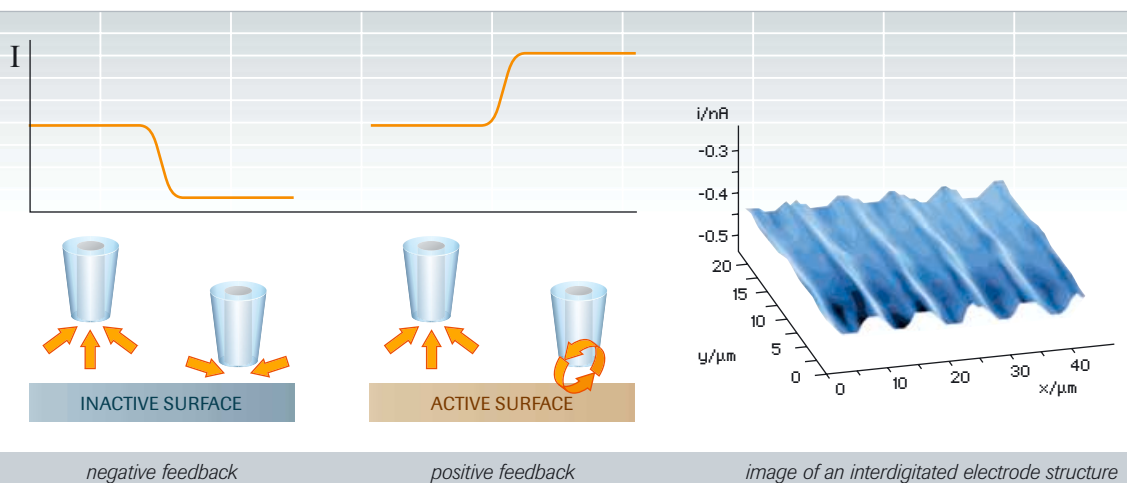 I
INACTIVE SURFACE
ACTIVE SURFACE
i/nA
-0.3
-0.4
-0.5
20
15
10
5
0
y/µm
0
10
20
30
40
x/µm
negative feedback
positive feedback
image of an interdigitated electrode structure